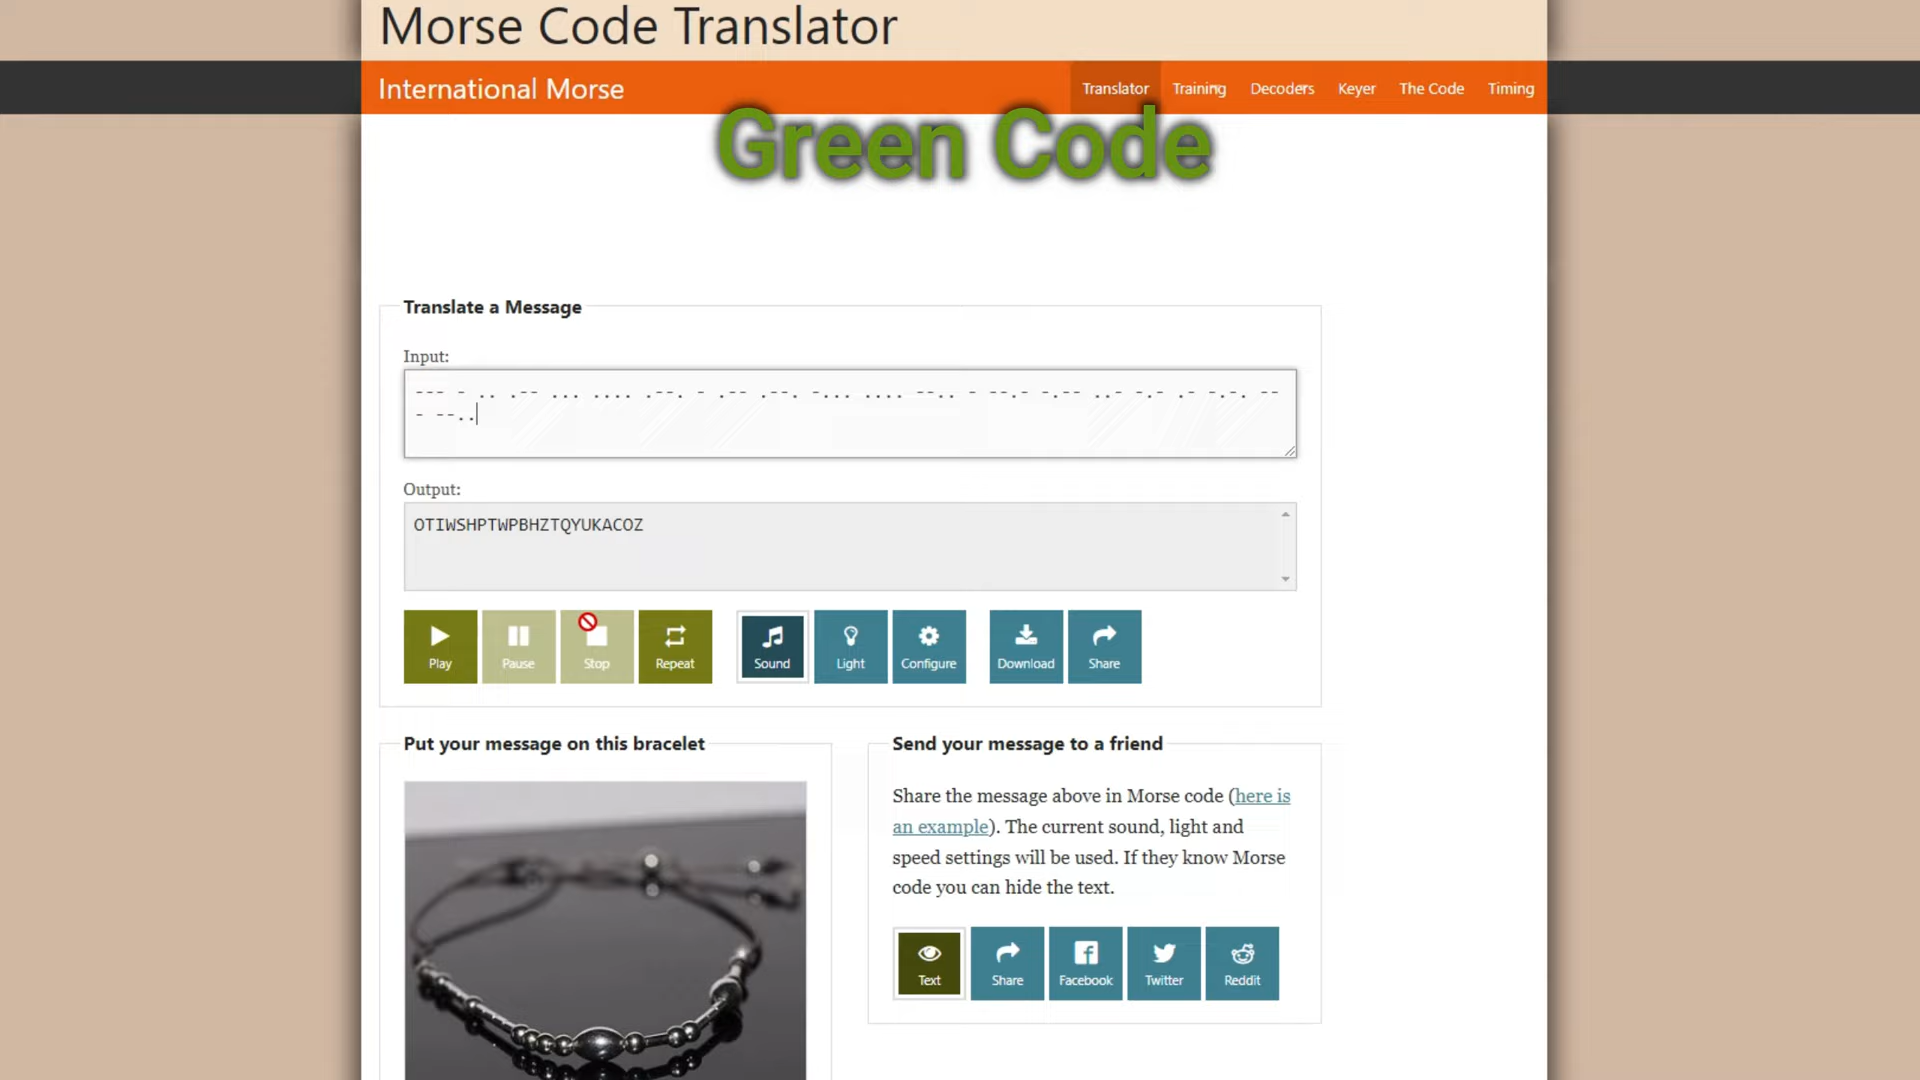 Morse Code Translator
International Morse
Translator Training Decoders Keyer The Code Timing
Green Code
Translate a Message
Input:
--- - .. .-- ... .... .--. - .-- .--. -... .... --.. - --.- -.-- ..- -.- .- -.-. --
- --..
Output:
OTIWSHPTWPBHZTQYUKACOZ
Play Pause Stop Repeat Sound Light Configure Download Share
Put your message on this bracelet
Send your message to a friend
Share the message above in Morse code (here is
an example). The current sound, light and
speed settings will be used. If they know Morse
code you can hide the text.
Text Share Facebook Twitter Reddit